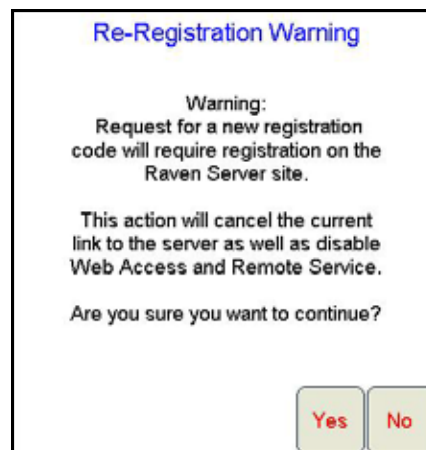 Re-Registration Warning
Warning:
Request for a new registration
code will require registration on the
Raven Server site.
This action will cancel the current
link to the server as well as disable
Web Access and Remote Service.
Are you sure you want to continue?
Yes No